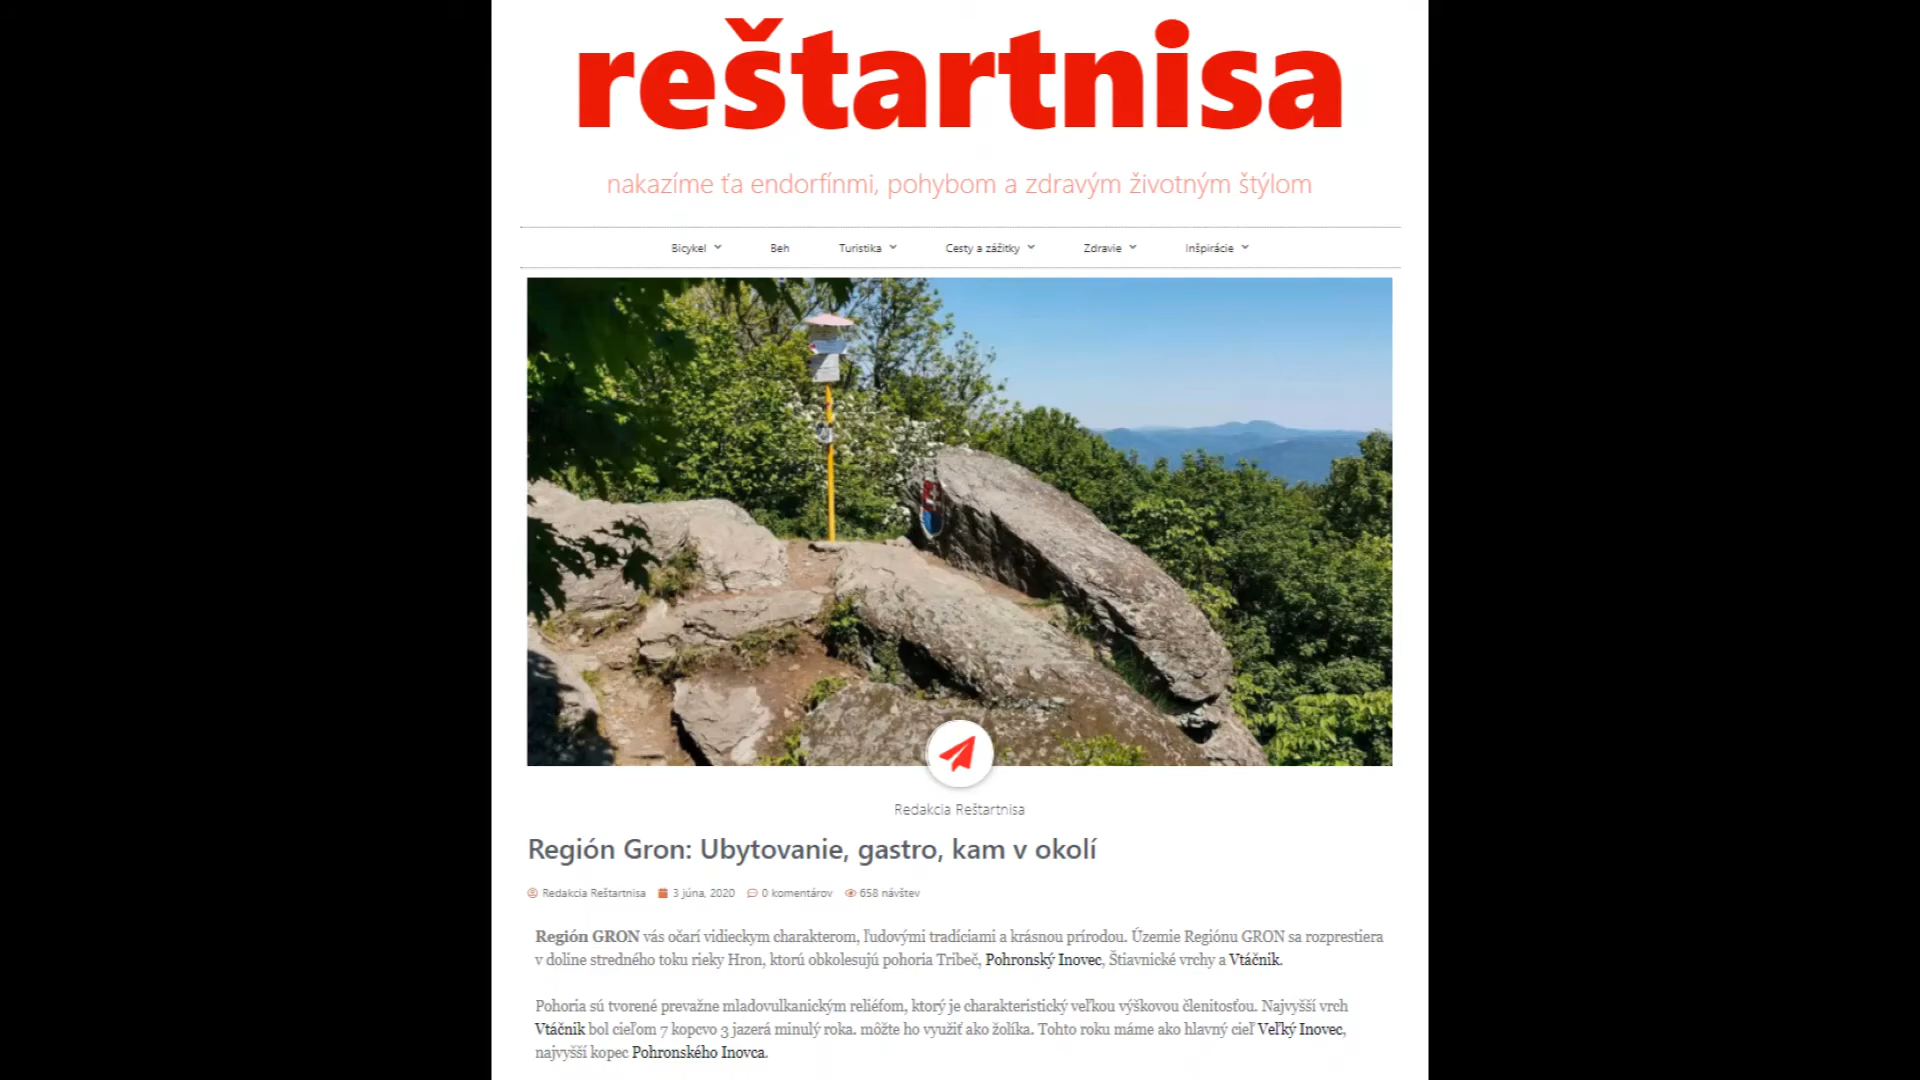 reštartnisa
nakazíme ťa endorfínmi, pohybom a zdravým životným štýlom
Bicykel Beh Turistika Cesty a zážitky Zdravie Inšpirácie
Redakcia Reštartnisa
Región Gron: Ubytovanie, gastro, kam v okolí
Redakcia Reštartnisa 3 júna, 2020 0 komentárov 658 návštev
Región GRON vás očarí vidieckym charakterom, ľudovými tradíciami a krásnou prírodou. Územie Regiónu GRON sa rozprestiera
v doline stredného toku rieky Hron, ktorú obkolesujú pohoria Tribeč, Pohronský Inovec, Štiavnické vrchy a Vtáčnik.
Pohoria sú tvorené prevažne mladovulkanickým reliéfom, ktorý je charakteristický veľkou výškovou členitosťou. Najvyšší vrch
Vtáčnik bol cieľom 7 kopcvo 3 jazerá minulý roka. môžte ho využiť ako žolíka. Tohto roku máme ako hlavný cieľ Veľký Inovec,
najvyšší kopec Pohronského Inovca.